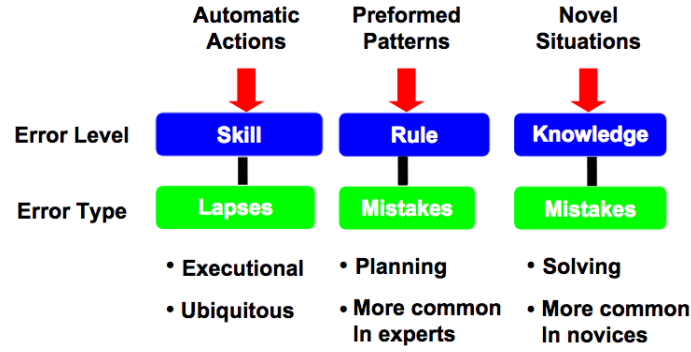 Automatic Preformed Novel
Actions Patterns Situations
Error Level Skill Rule Knowledge
Error Type Lapses Mistakes Mistakes
• Executional • Planning • Solving
• Ubiquitous • More common • More common
In experts In novices